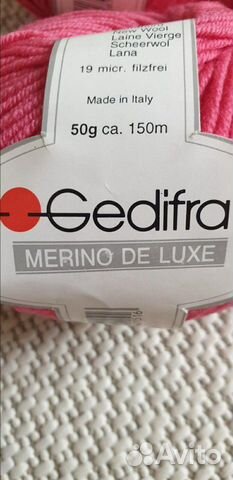 New Wool
Laine Vierge
Scheerwol
Lana
19 micr. filzfrei
Made in Italy
50g ca. 150m
Gedifra
MERINO DE LUXE
Avito